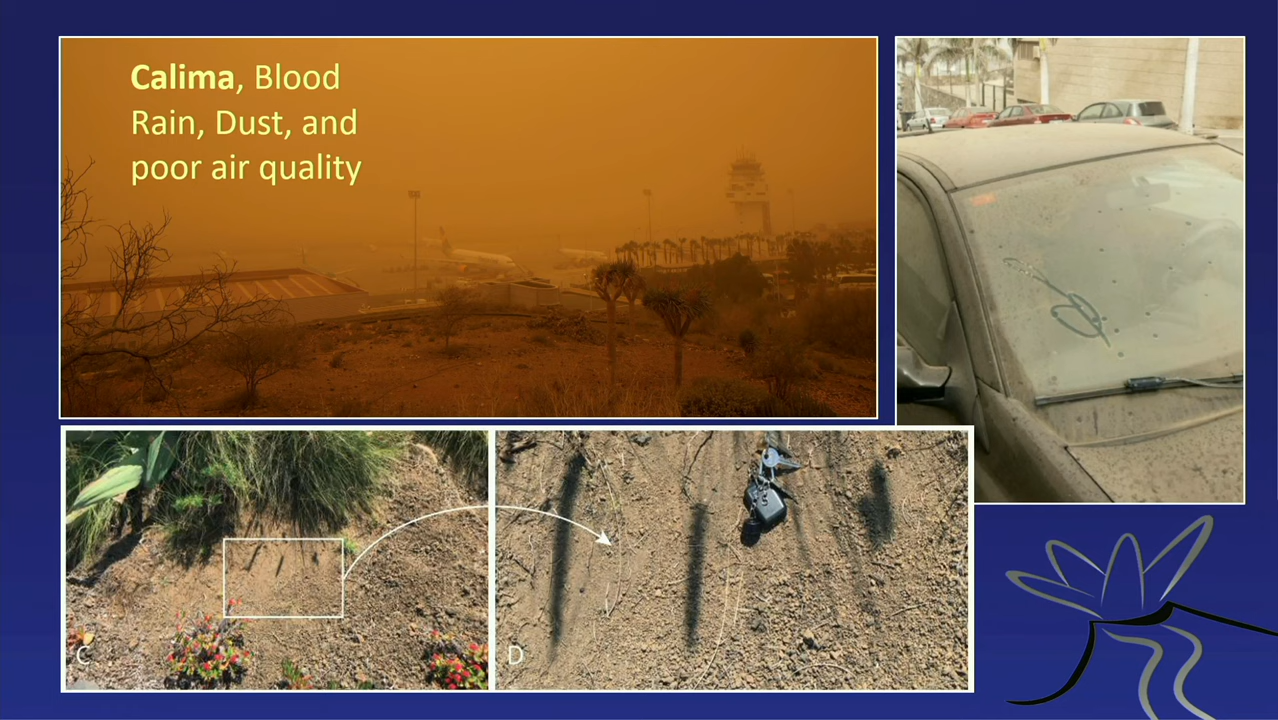 Calima, Blood
Rain, Dust, and
poor air quality
C
D